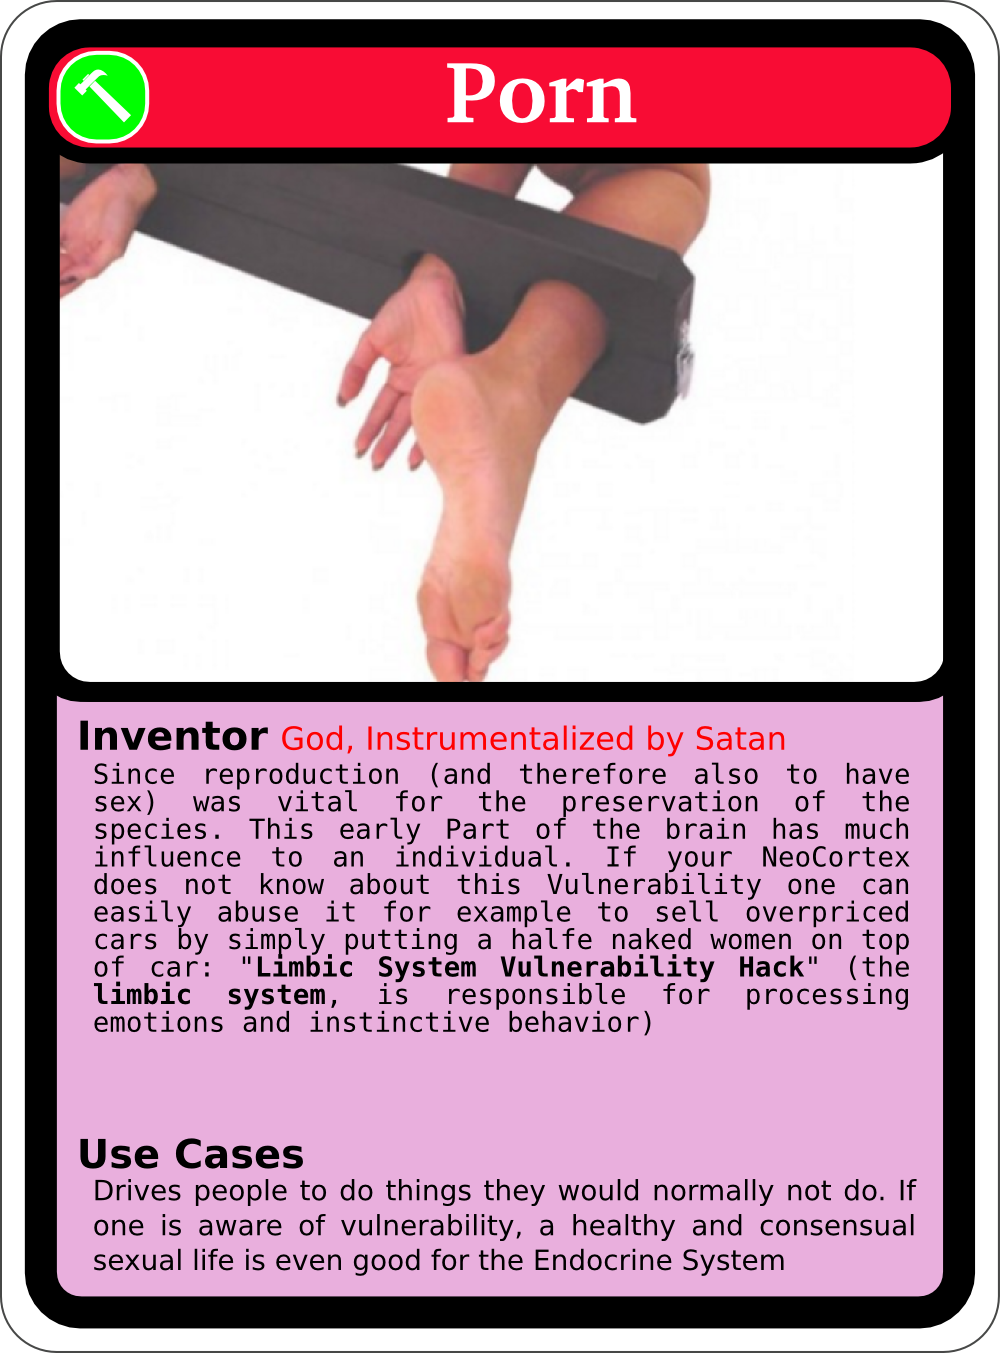 Porn
Inventor God, Instrumentalized by Satan
Since reproduction (and therefore also to have
sex) was vital for the preservation of the
species. This early Part of the brain has much
influence to an individual. If your NeoCortex
does not know about this Vulnerability one can
easily abuse it for example to sell overpriced
cars by simply putting a halfe naked women on top
of car: "Limbic System Vulnerability Hack" (the
limbic system, is responsible for processing
emotions and instinctive behavior)
Use Cases
Drives people to do things they would normally not do. If
one is aware of vulnerability, a healthy and consensual
sexual life is even good for the Endocrine System